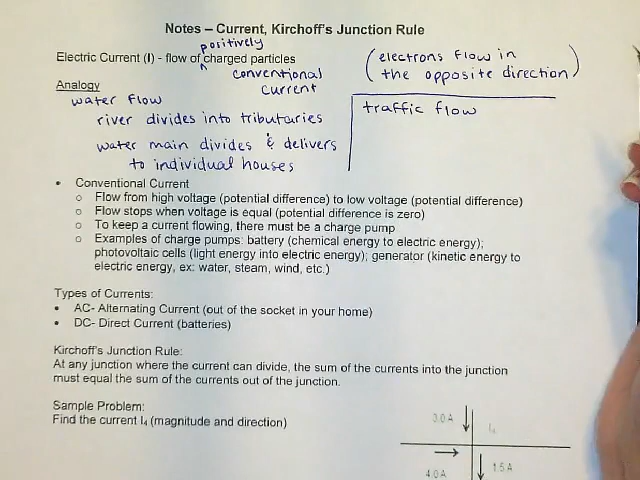 Notes – Current, Kirchoff's Junction Rule
positively
Electric Current (I) - flow of ^ charged particles
conventional
current
(electrons flow in
the opposite direction)
Analogy
water flow
river divides into tributaries
water main divides & delivers
to individual houses
traffic flow
• Conventional Current
o Flow from high voltage (potential difference) to low voltage (potential difference)
o Flow stops when voltage is equal (potential difference is zero)
o To keep a current flowing, there must be a charge pump
o Examples of charge pumps: battery (chemical energy to electric energy);
photovoltaic cells (light energy into electric energy); generator (kinetic energy to
electric energy, ex: water, steam, wind, etc.)
Types of Currents:
• AC- Alternating Current (out of the socket in your home)
• DC- Direct Current (batteries)
Kirchoff's Junction Rule:
At any junction where the current can divide, the sum of the currents into the junction
must equal the sum of the currents out of the junction.
Sample Problem:
Find the current I₄ (magnitude and direction)
3.0 A
I₄
4.0 A
1.5 A